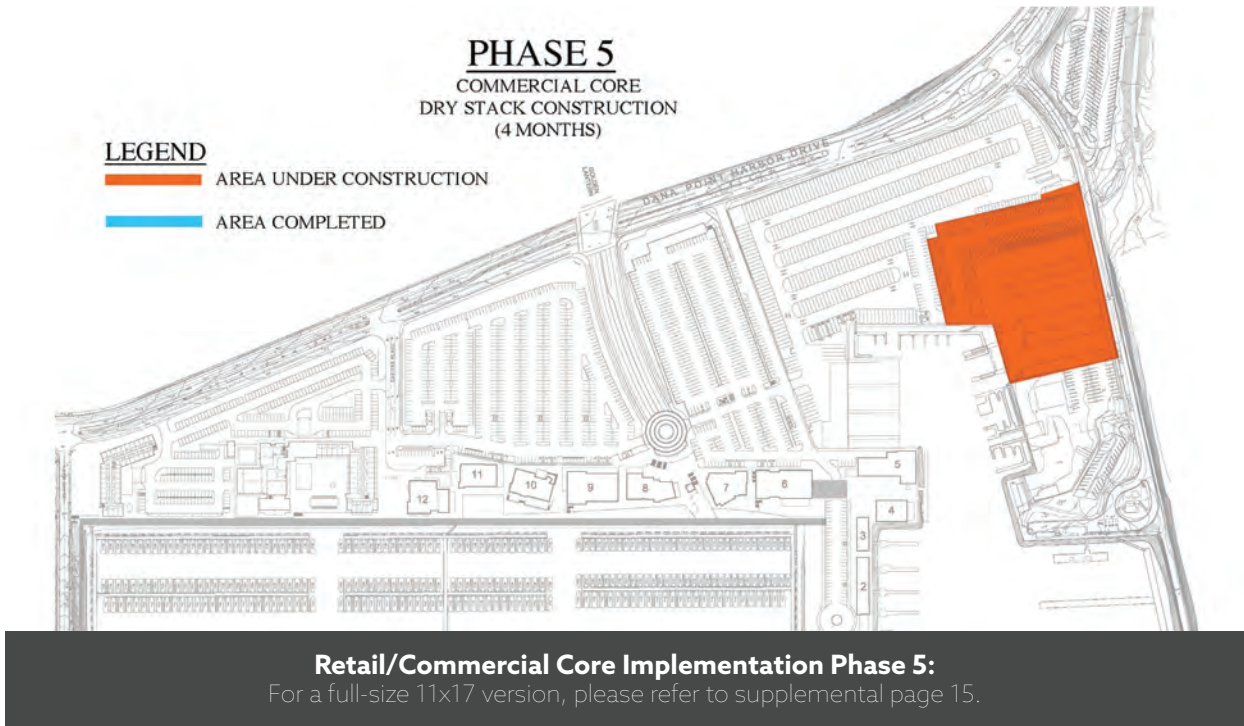 PHASE 5
COMMERCIAL CORE
DRY STACK CONSTRUCTION
(4 MONTHS)
LEGEND
AREA UNDER CONSTRUCTION
AREA COMPLETED
DANA POINT HARBOR DRIVE
12
11
10
9
8
7
6
5
4
3
2
Retail/Commercial Core Implementation Phase 5:
For a full-size 11x17 version, please refer to supplemental page 15.